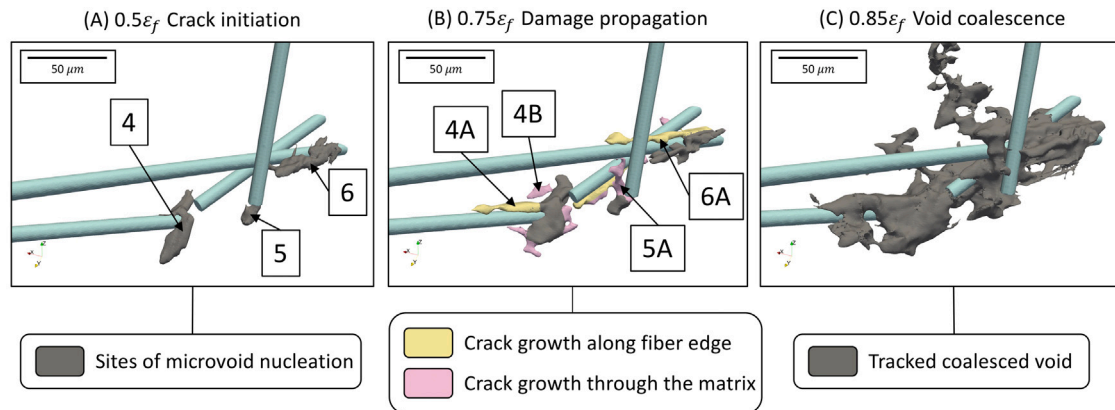 (A) 0.5ε_f Crack initiation
(B) 0.75ε_f Damage propagation
(C) 0.85ε_f Void coalescence
50 μm
4
6
5
50 μm
4A
4B
6A
5A
50 μm
Sites of microvoid nucleation
Crack growth along fiber edge
Crack growth through the matrix
Tracked coalesced void